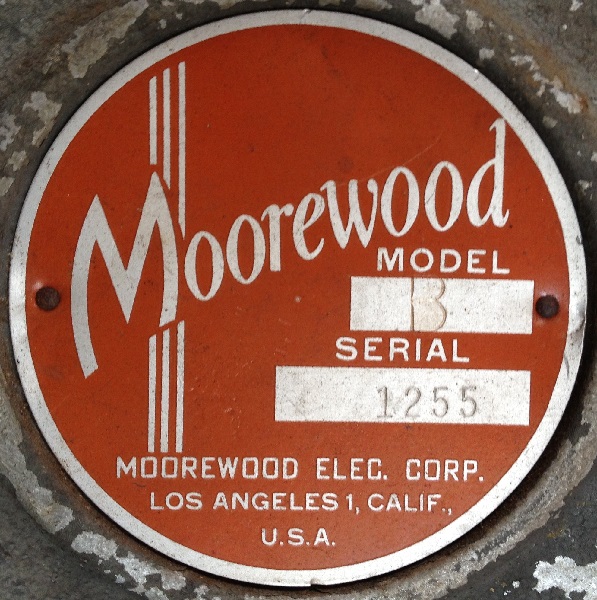 Moorewood
MODEL
B
SERIAL
1255
MOOREWOOD ELEC. CORP.
LOS ANGELES 1, CALIF.,
U.S.A.